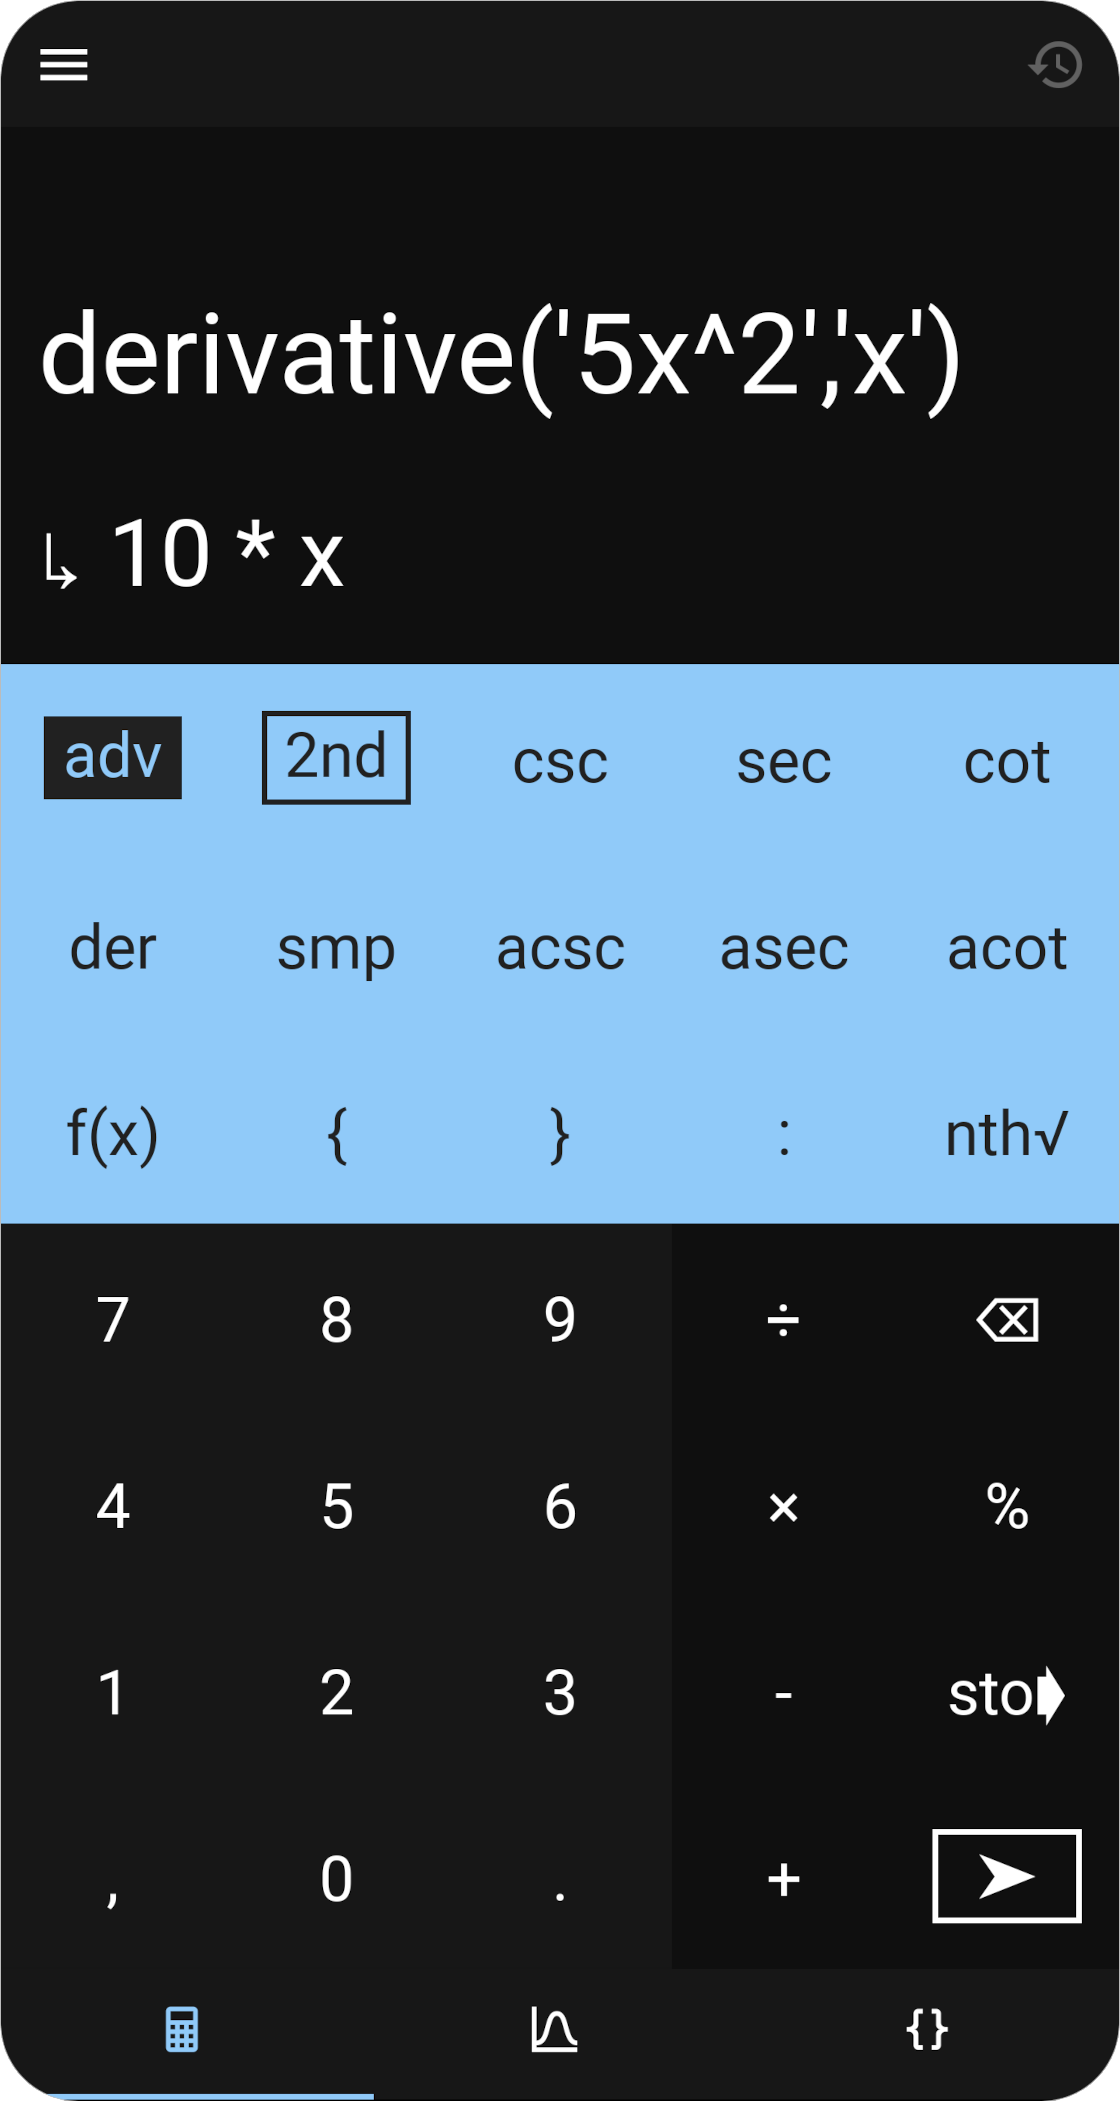 derivative('5x^2','x')
↳ 10 * x
adv 2nd csc sec cot
der smp acsc asec acot
f(x) { } : nth√
7 8 9 ÷
4 5 6 × %
1 2 3 - sto
, 0 . +
{}